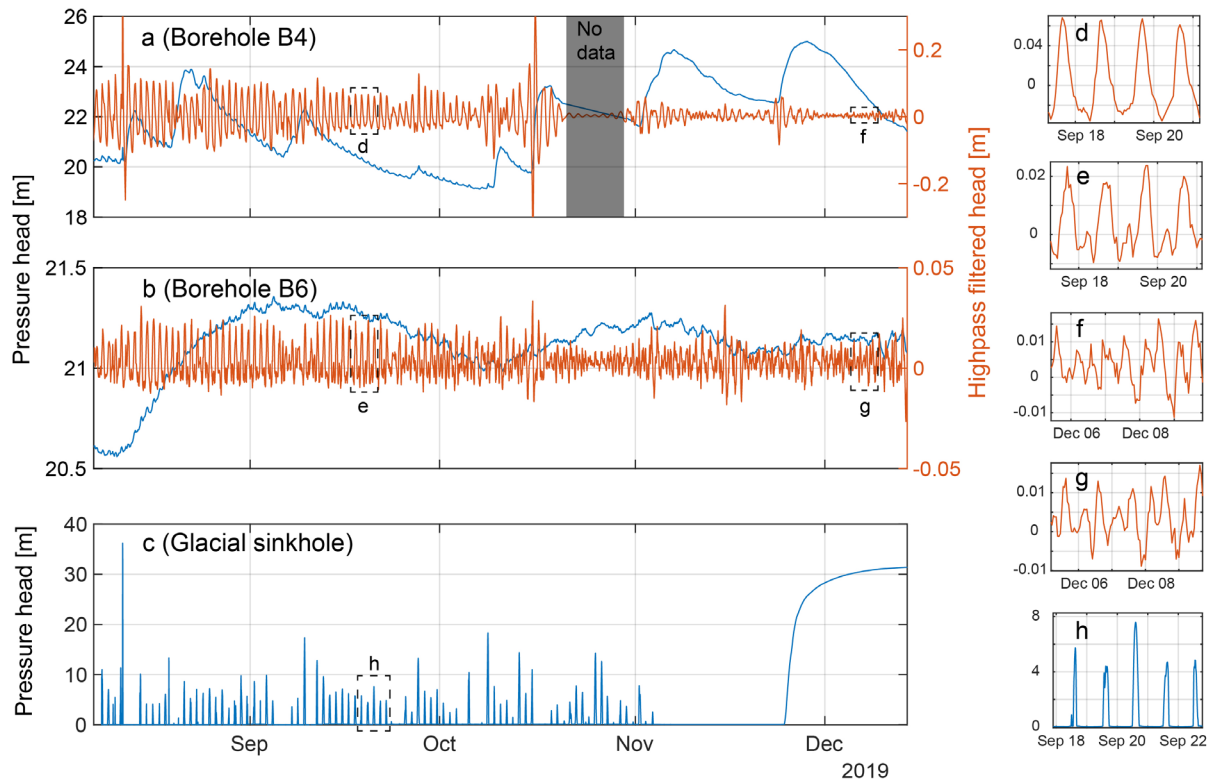 a (Borehole B4)
No
data
26
24
22
20
18
0.2
0
-0.2
d
f
b (Borehole B6)
21.5
21
20.5
0.05
0
-0.05
e
g
Pressure head [m]
Highpass filtered head [m]
c (Glacial sinkhole)
Pressure head [m]
40
30
20
10
0
h
Sep
Oct
Nov
Dec
2019
d
0.04
0
Sep 18
Sep 20
e
0.02
0
Sep 18
Sep 20
f
0.01
0
-0.01
Dec 06
Dec 08
g
0.01
0
-0.01
Dec 06
Dec 08
h
8
4
0
Sep 18
Sep 20
Sep 22